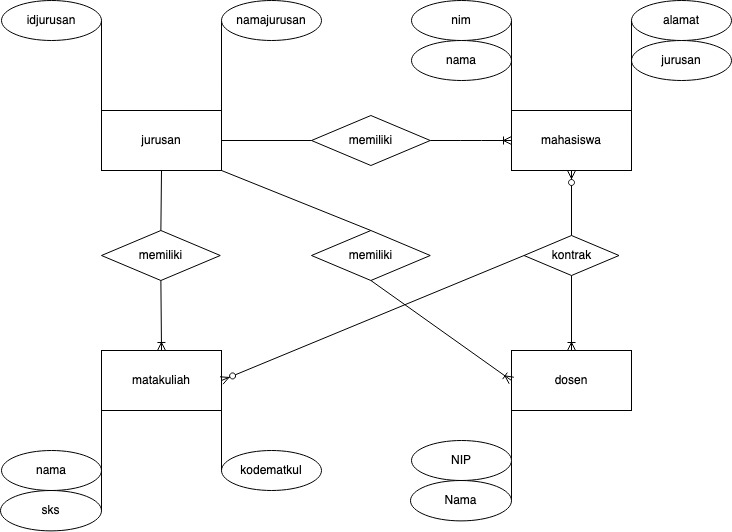 idjurusan
namajurusan
nim
alamat
nama
jurusan
jurusan
memiliki
mahasiswa
memiliki
memiliki
kontrak
matakuliah
dosen
nama
kodematkul
NIP
sks
Nama